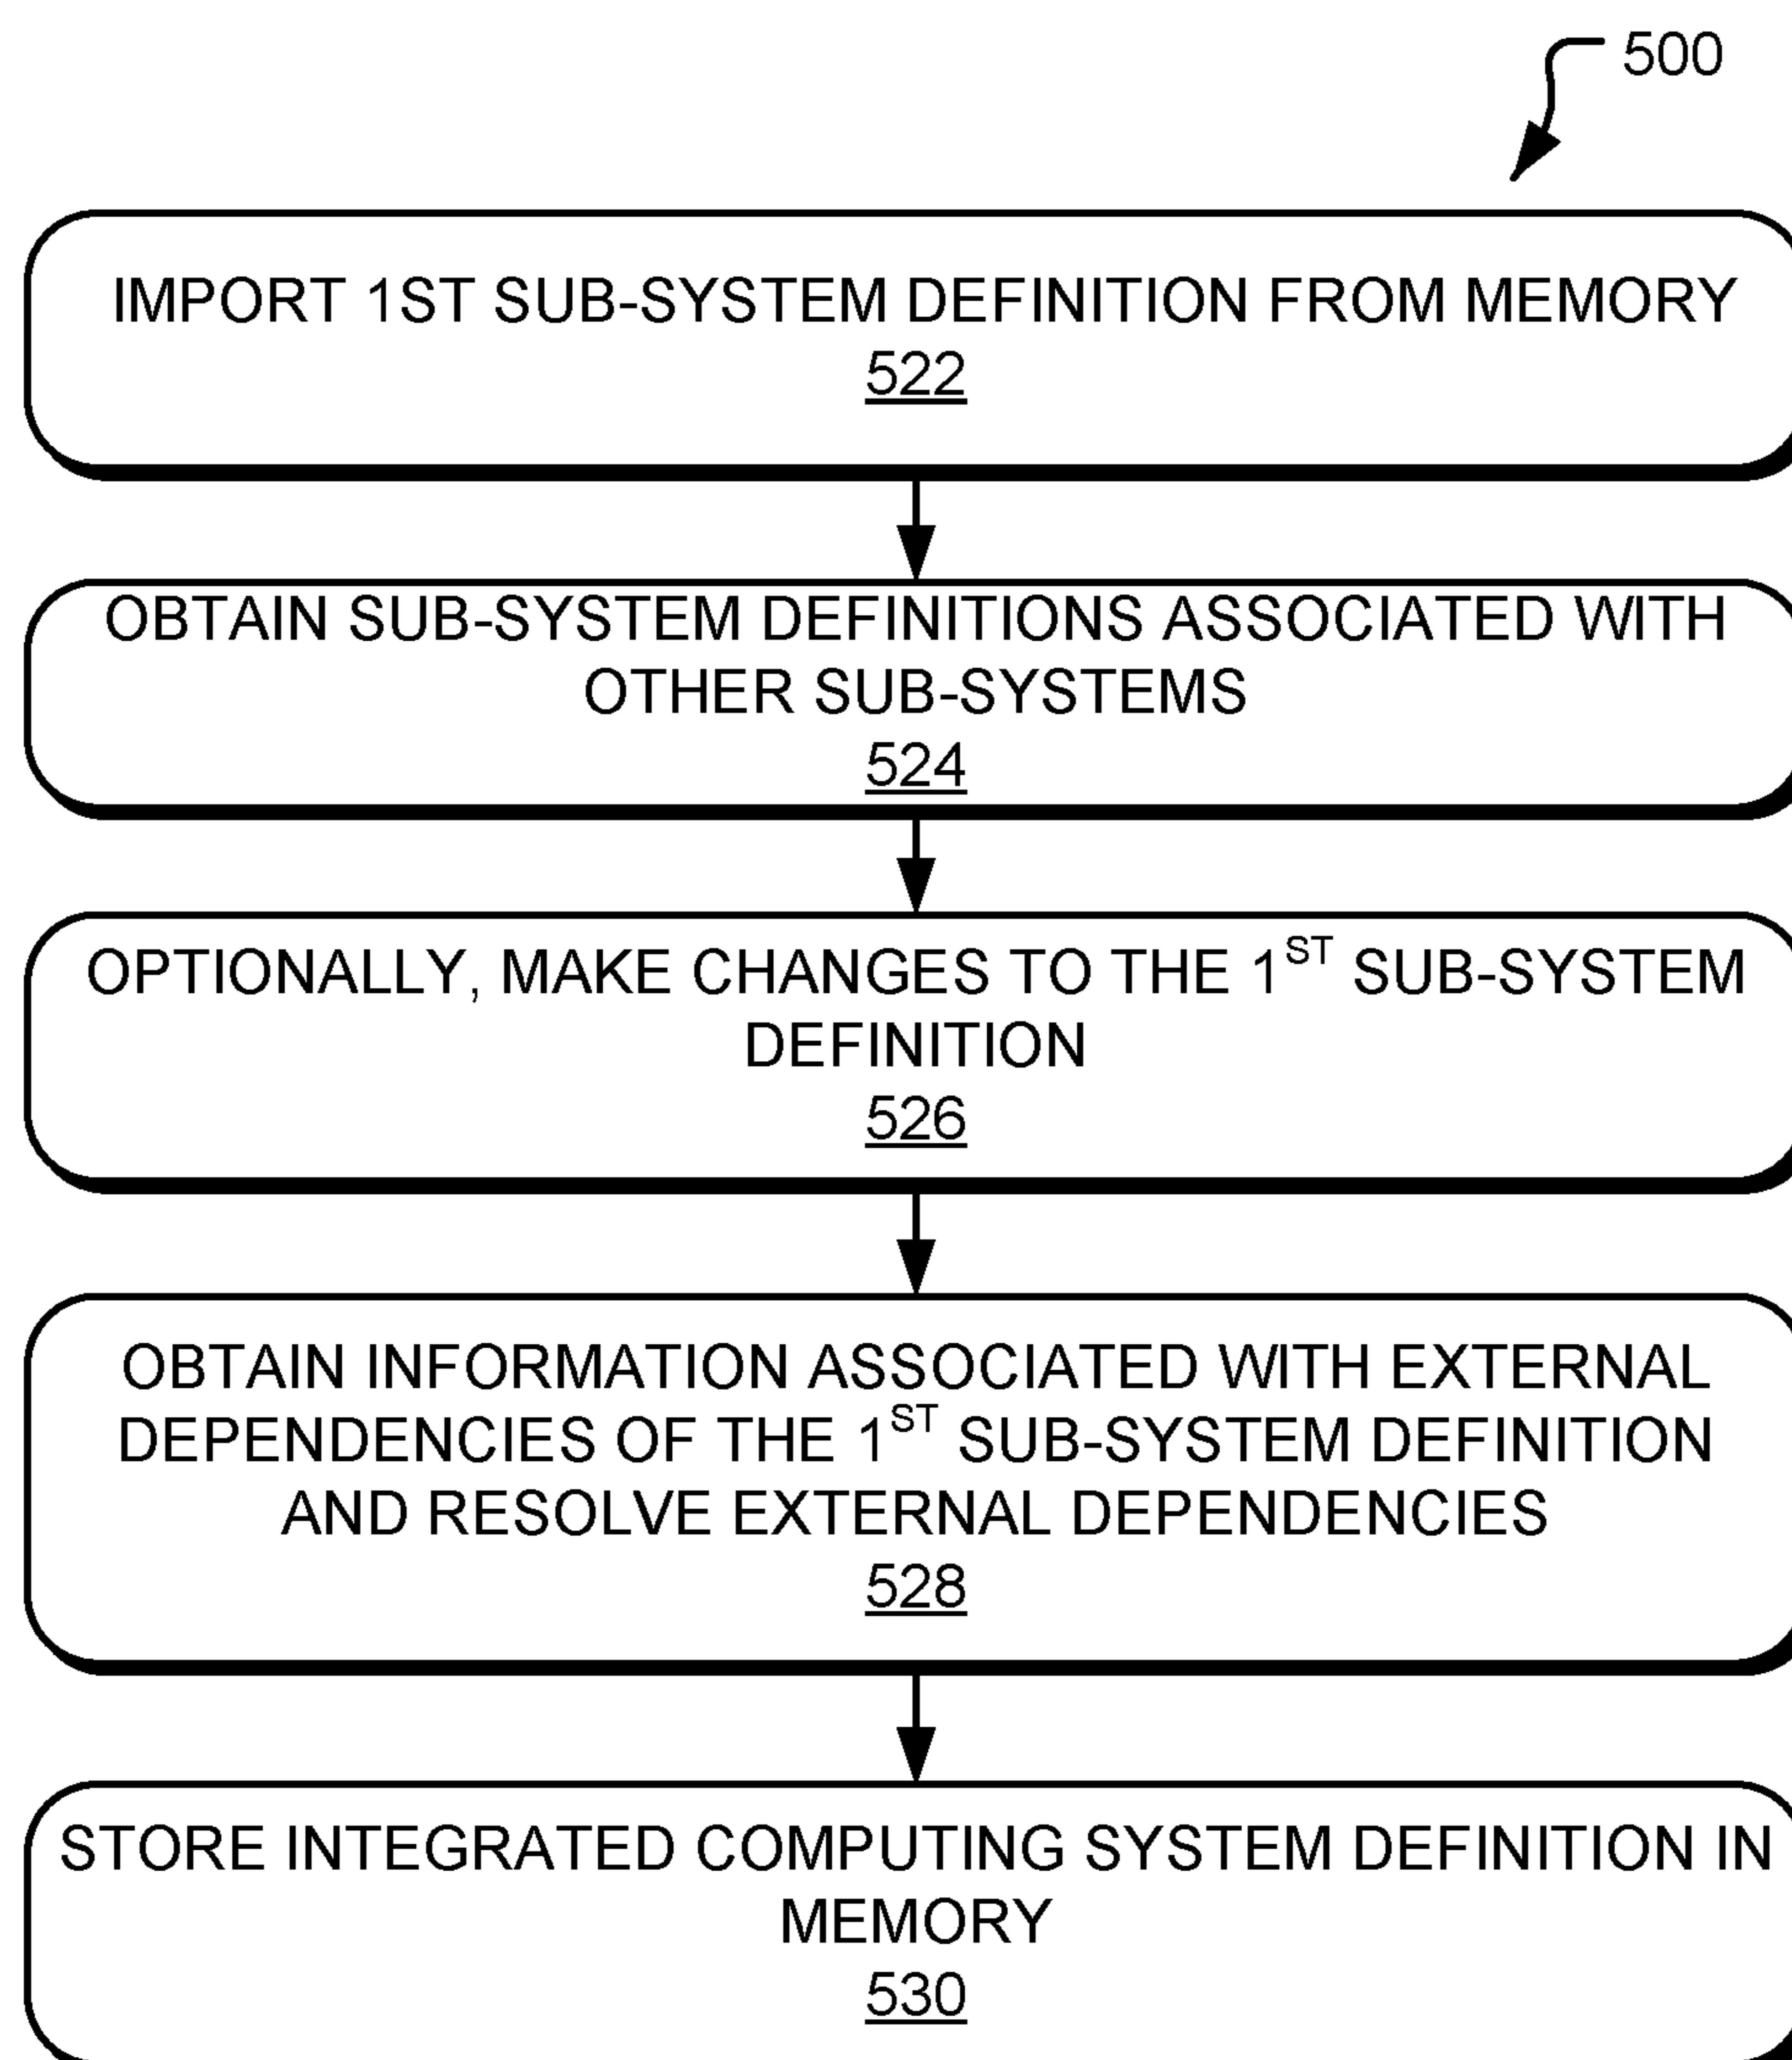 500
IMPORT 1ST SUB-SYSTEM DEFINITION FROM MEMORY
522
OBTAIN SUB-SYSTEM DEFINITIONS ASSOCIATED WITH
OTHER SUB-SYSTEMS
524
OPTIONALLY, MAKE CHANGES TO THE 1ST SUB-SYSTEM
DEFINITION
526
OBTAIN INFORMATION ASSOCIATED WITH EXTERNAL
DEPENDENCIES OF THE 1ST SUB-SYSTEM DEFINITION
AND RESOLVE EXTERNAL DEPENDENCIES
528
STORE INTEGRATED COMPUTING SYSTEM DEFINITION IN
MEMORY
530